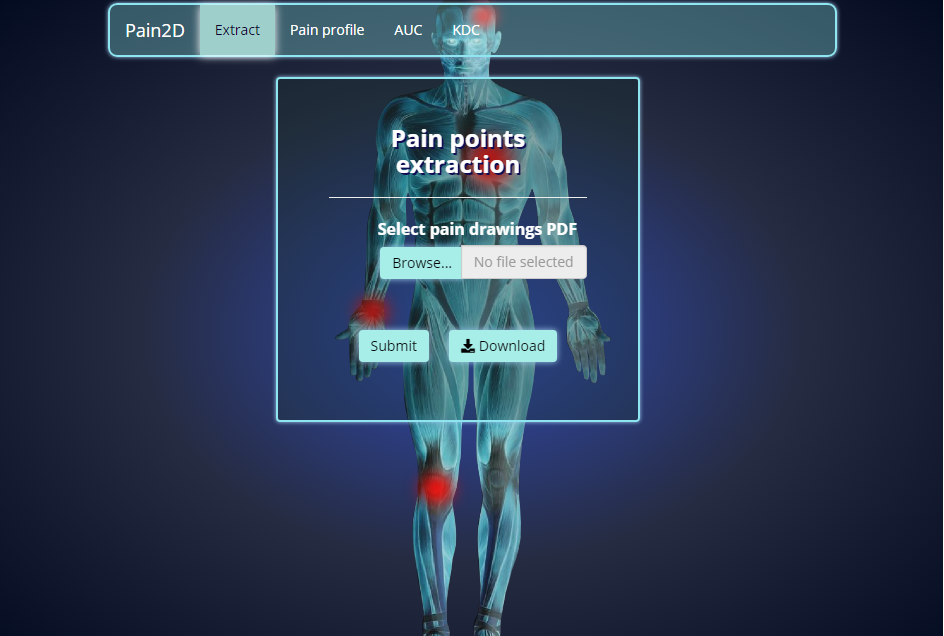 Pain2D Extract Pain profile AUC KDC
Pain points
extraction
Select pain drawings PDF
Browse... No file selected
Submit Download